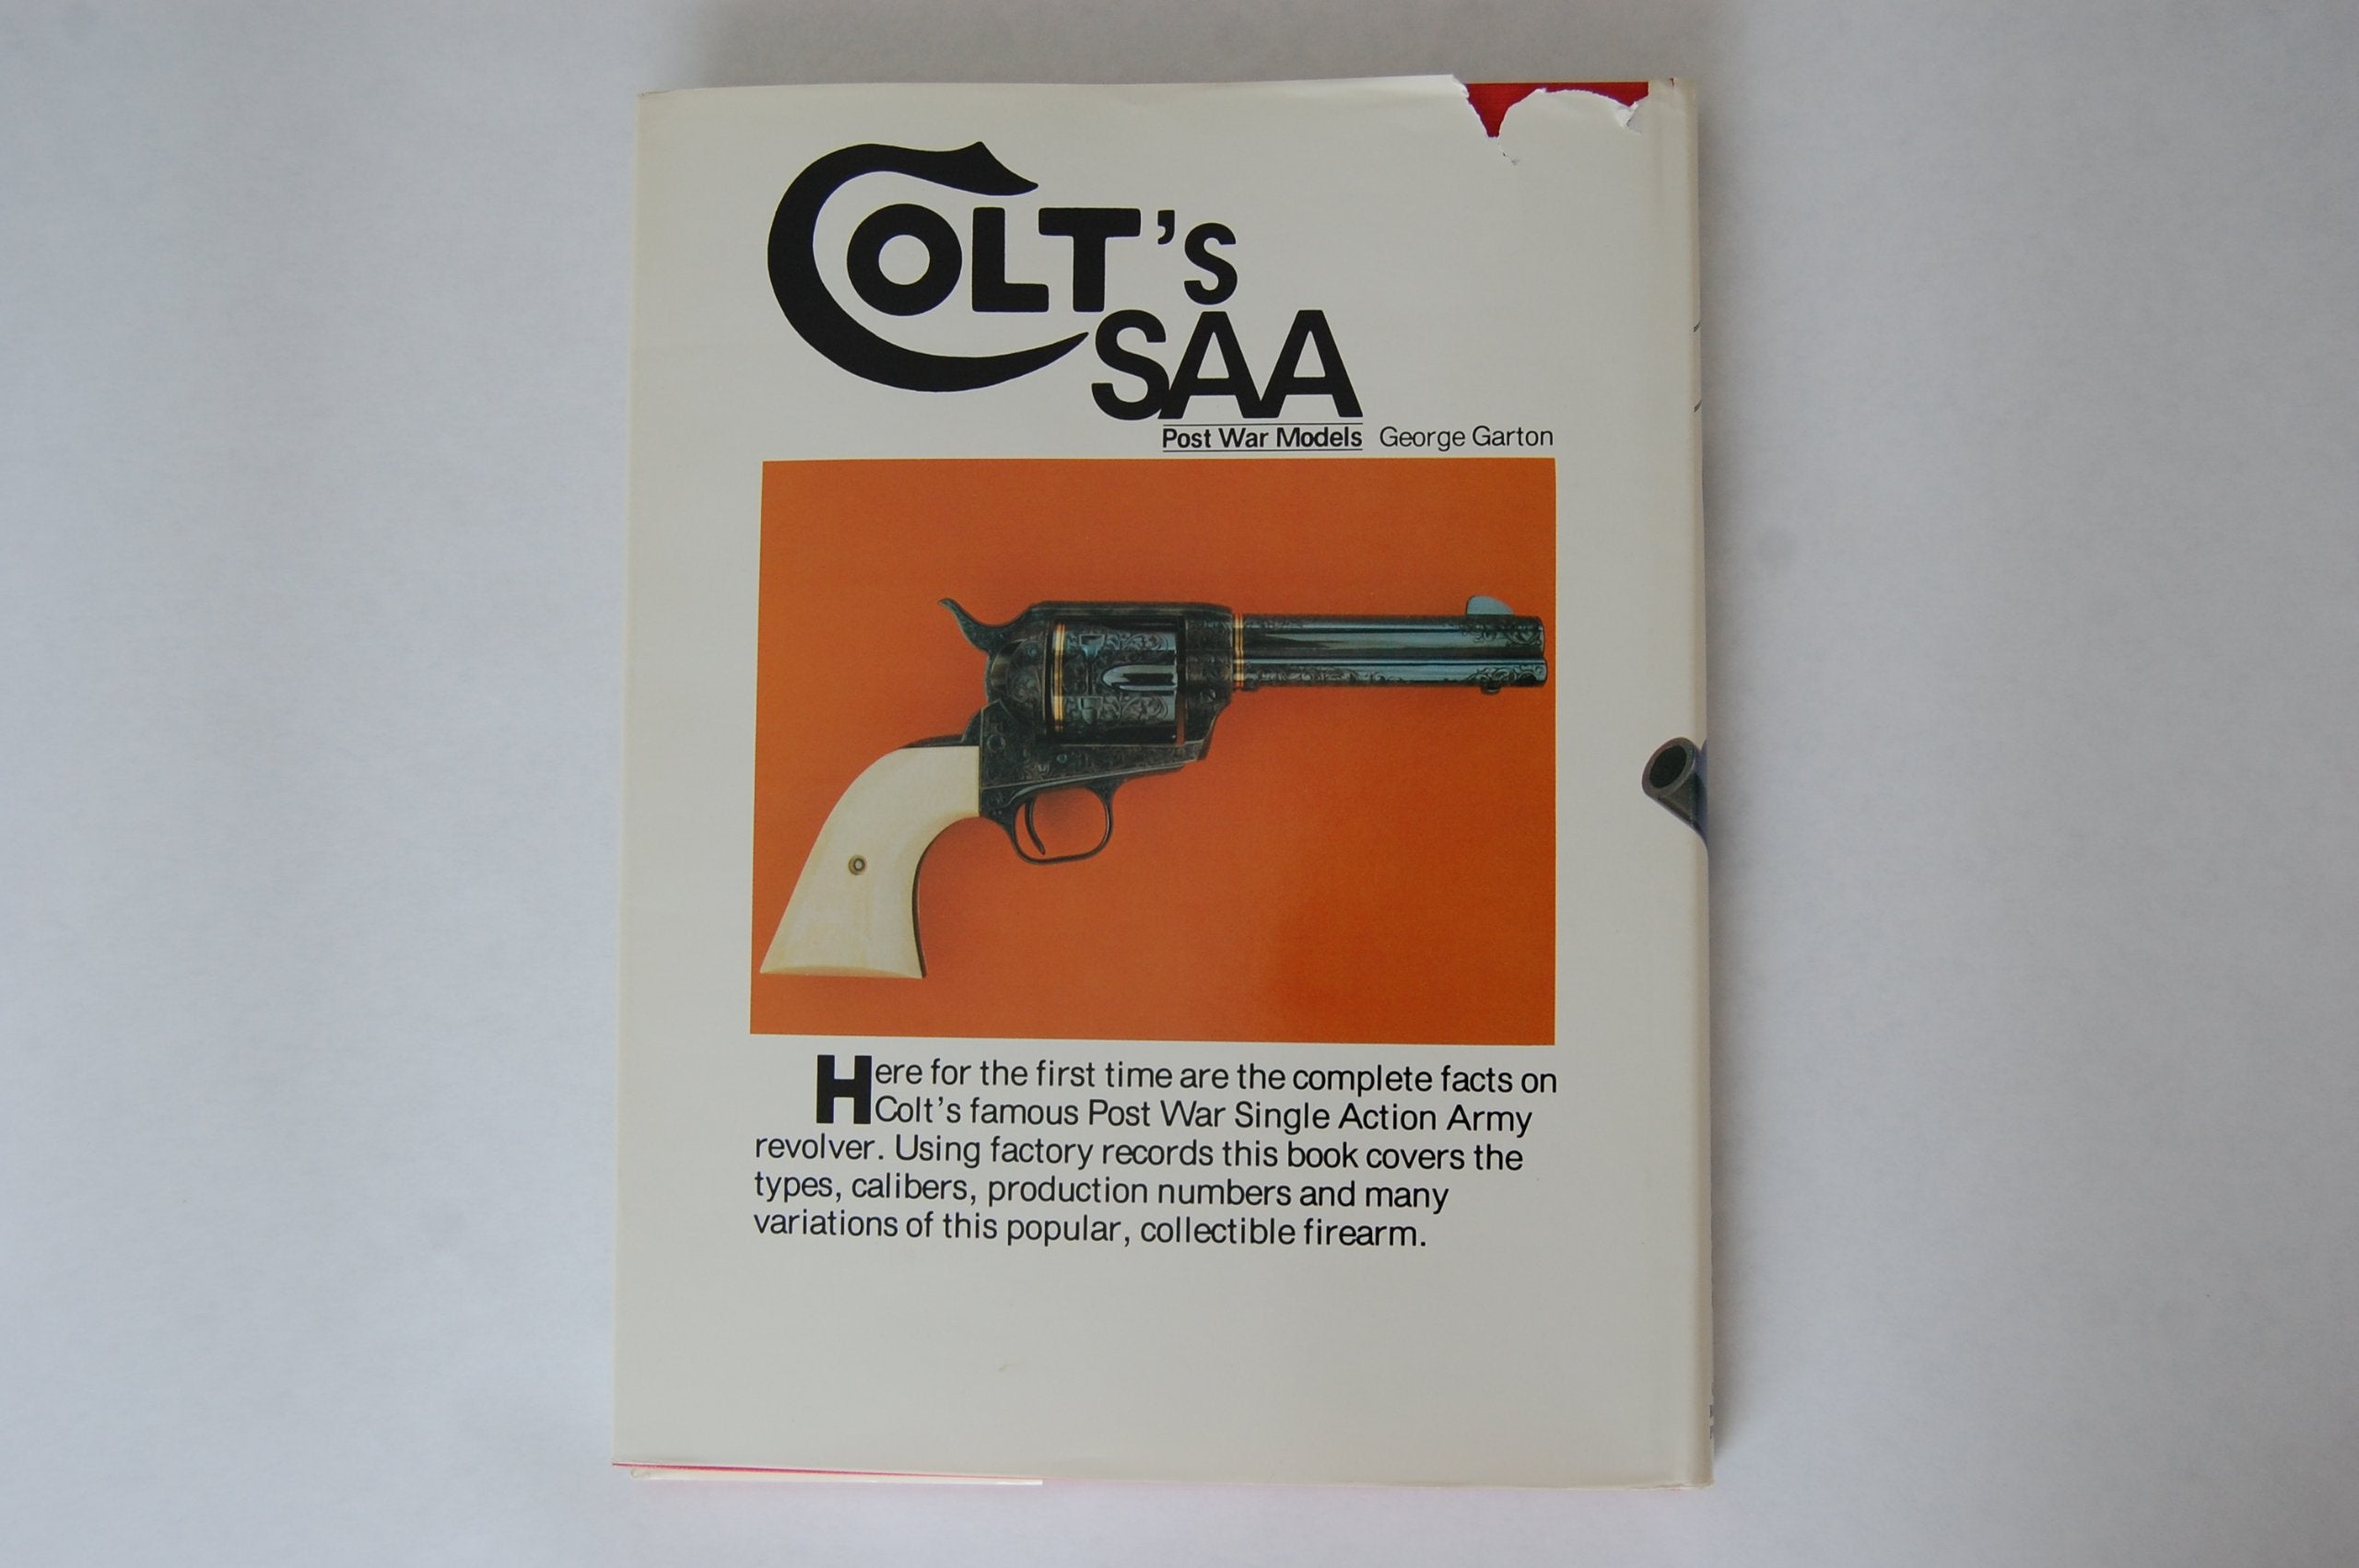 COLT's
SAA
Post War Models George Garton
Here for the first time are the complete facts on
Colt's famous Post War Single Action Army
revolver. Using factory records this book covers the
types, calibers, production numbers and many
variations of this popular, collectible firearm.